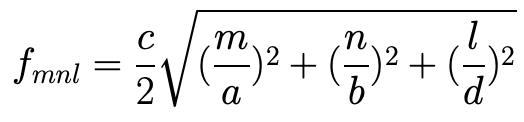 f_{mnl} = \frac{c}{2}\sqrt{(\frac{m}{a})^2 + (\frac{n}{b})^2 + (\frac{l}{d})^2}